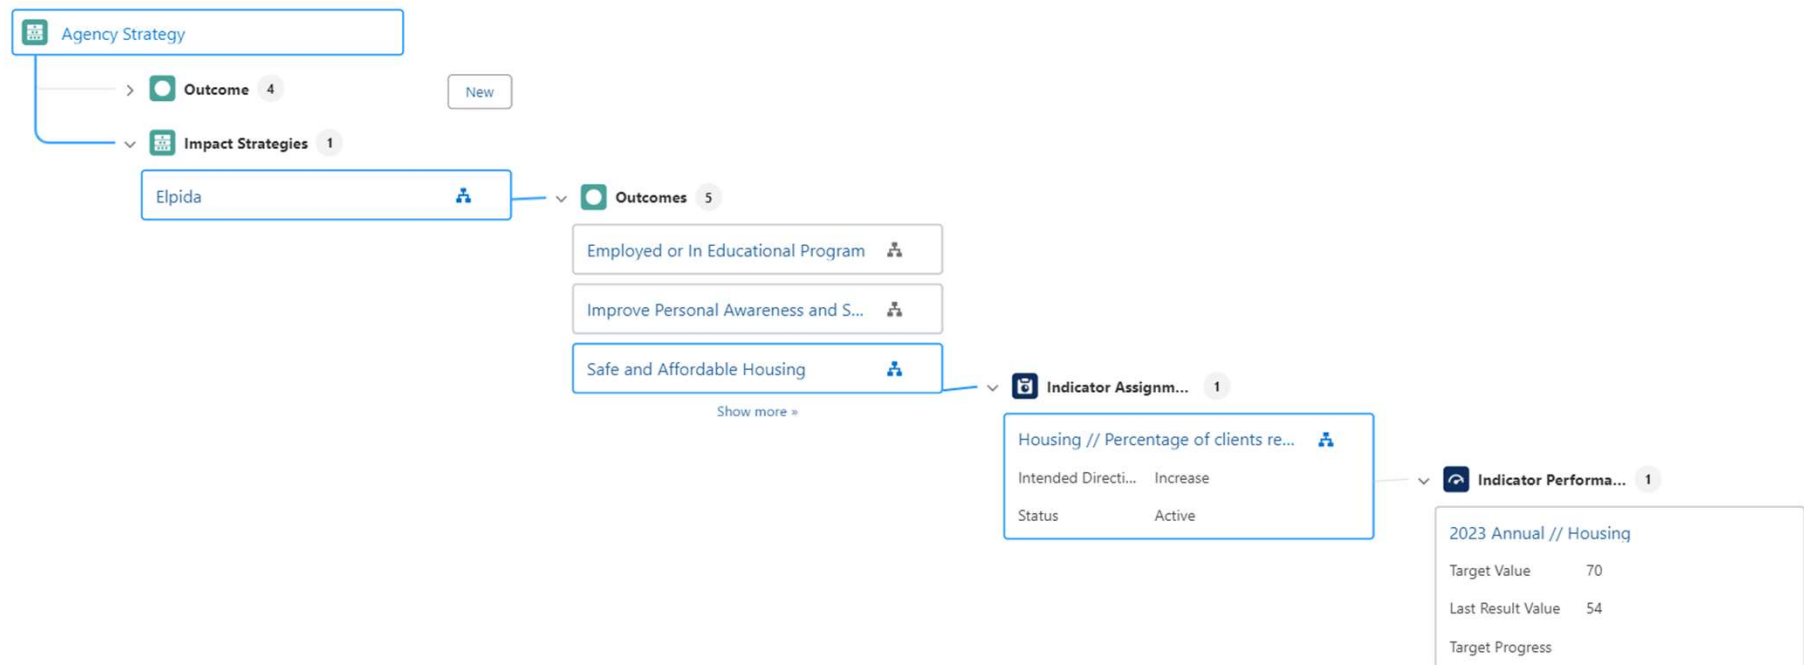 Agency Strategy
Outcome 4 New
Impact Strategies 1
Elpida
Outcomes 5
Employed or In Educational Program
Improve Personal Awareness and S...
Safe and Affordable Housing
Show more »
Indicator Assignm... 1
Housing // Percentage of clients re...
Intended Directi... Increase
Status Active
Indicator Performa... 1
2023 Annual // Housing
Target Value 70
Last Result Value 54
Target Progress